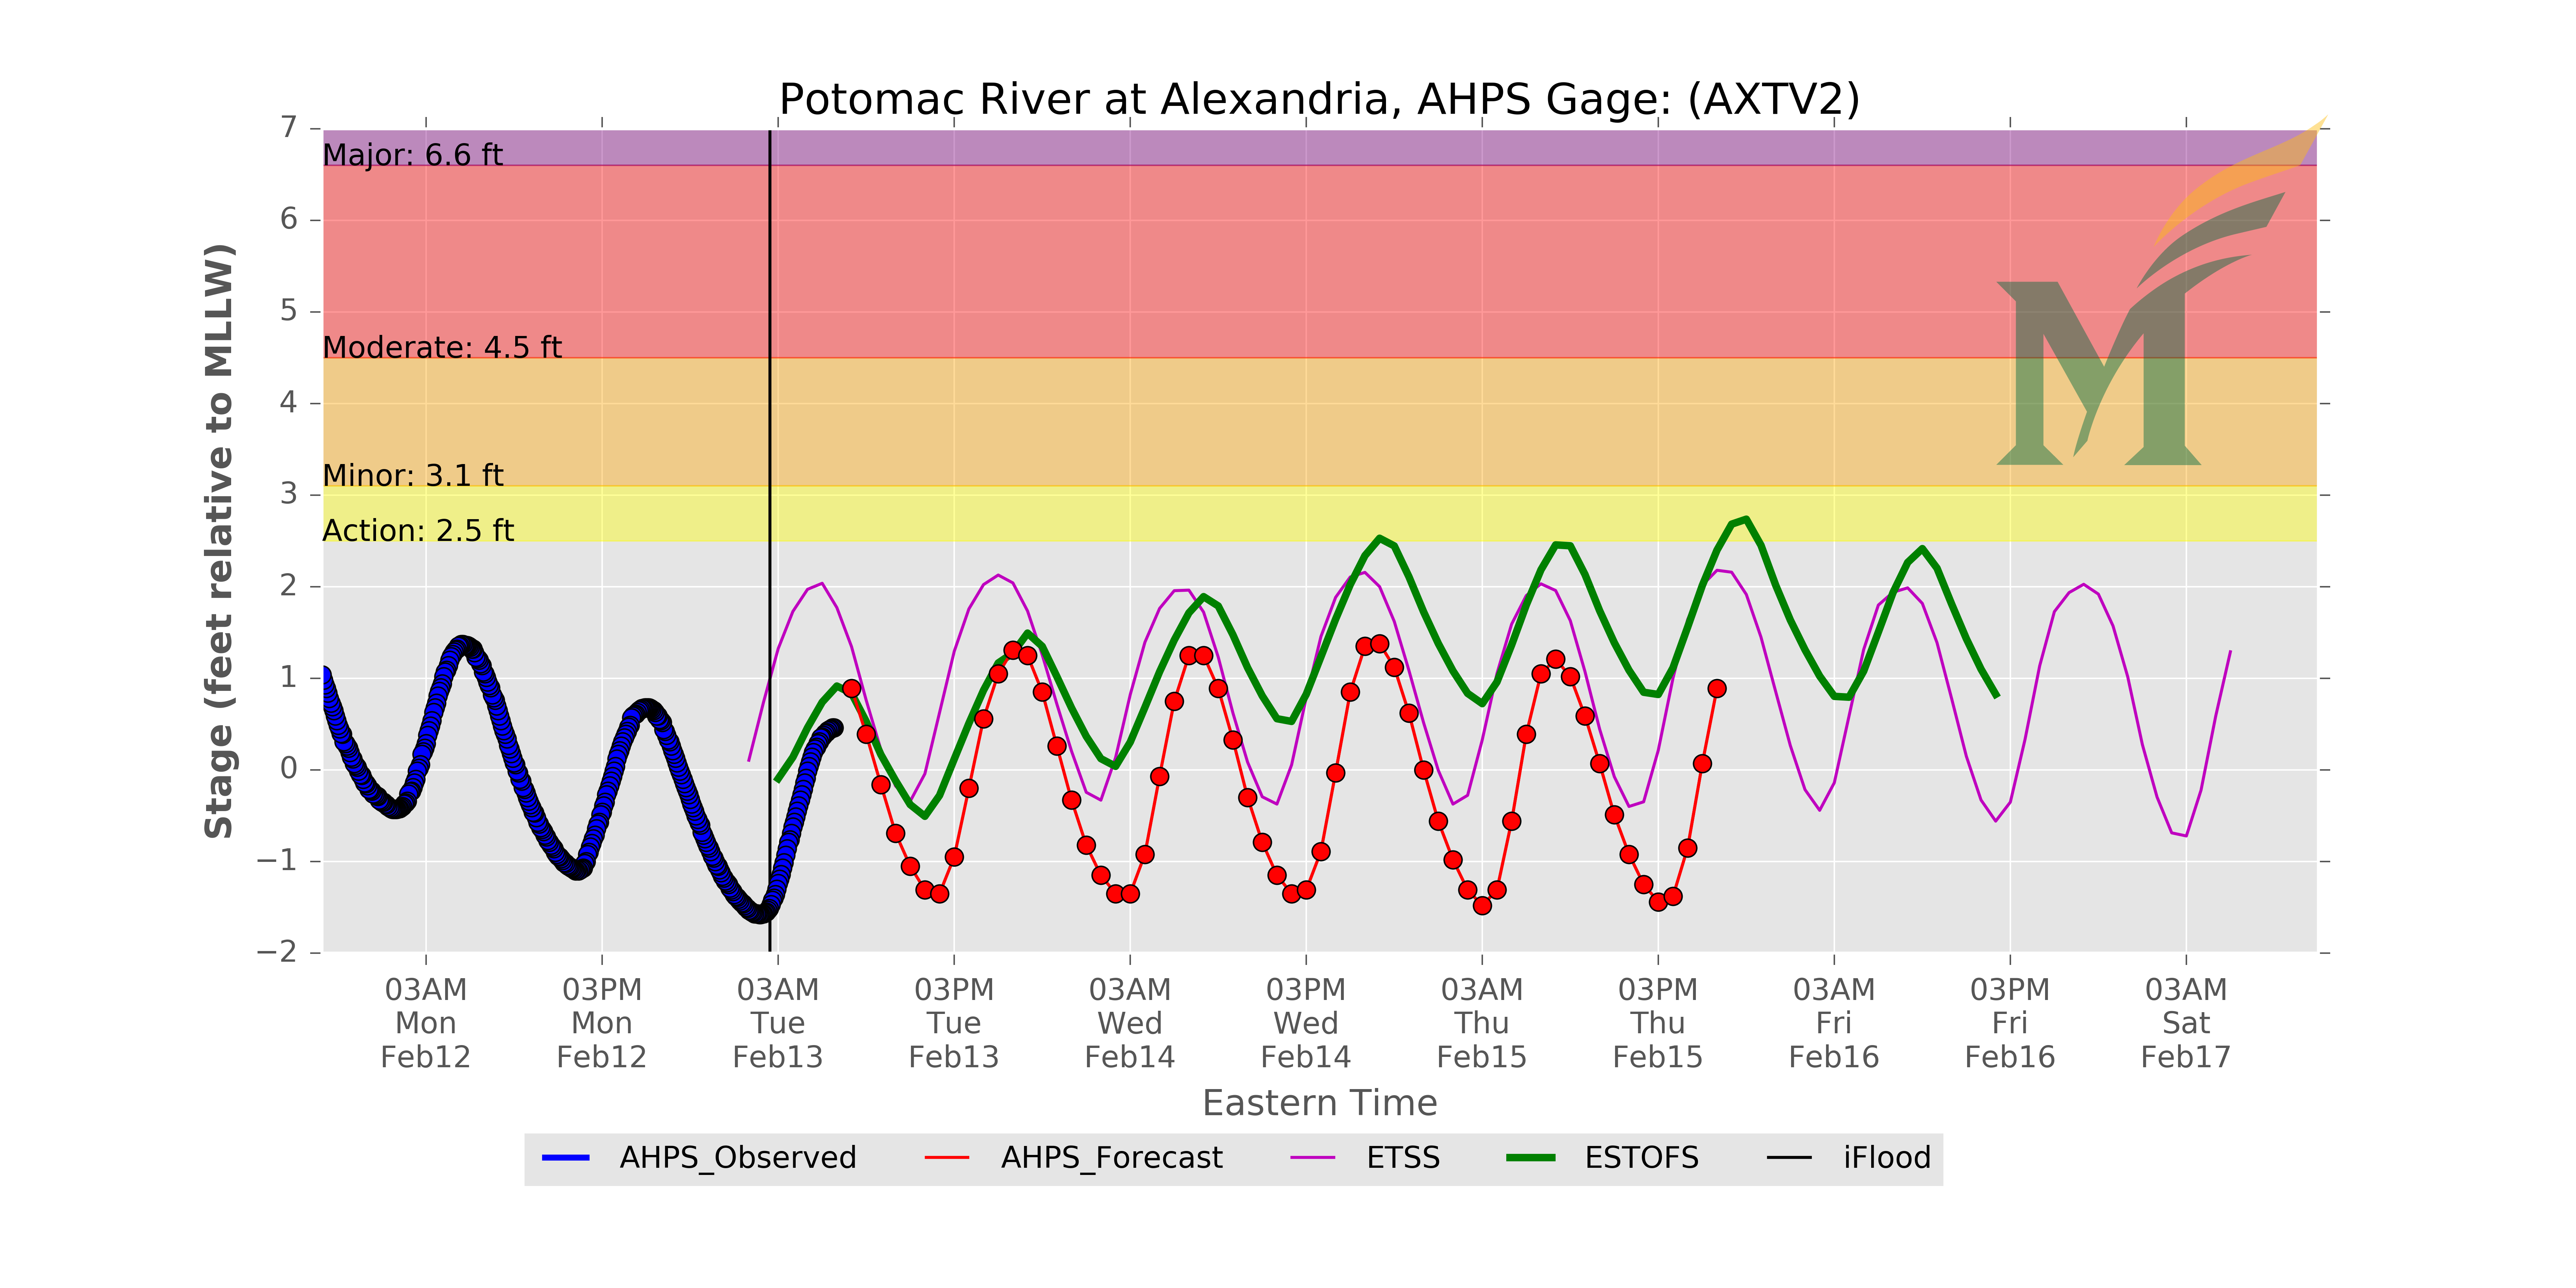 Potomac River at Alexandria, AHPS Gage: (AXTV2)
Stage (feet relative to MLLW)
7
6
5
4
3
2
1
0
−1
−2
Major: 6.6 ft
Moderate: 4.5 ft
Minor: 3.1 ft
Action: 2.5 ft
M
03AM
Mon
Feb12
03PM
Mon
Feb12
03AM
Tue
Feb13
03PM
Tue
Feb13
03AM
Wed
Feb14
03PM
Wed
Feb14
03AM
Thu
Feb15
03PM
Thu
Feb15
03AM
Fri
Feb16
03PM
Fri
Feb16
03AM
Sat
Feb17
Eastern Time
AHPS_Observed AHPS_Forecast ETSS ESTOFS iFlood